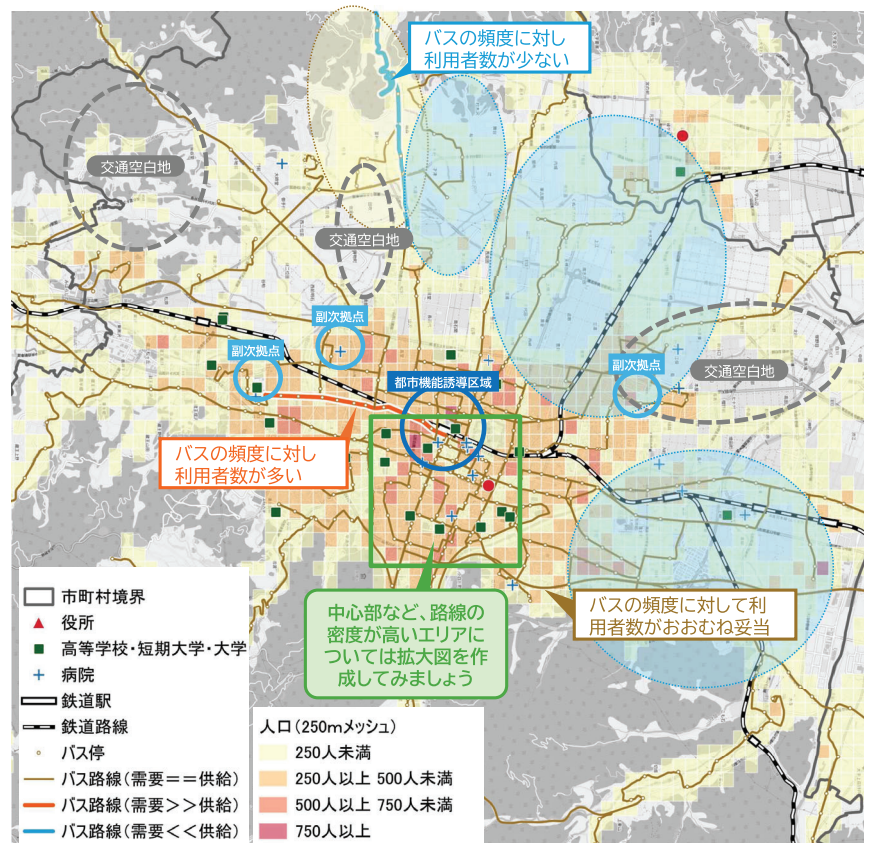 バスの頻度に対し
利用者数が少ない
交通空白地
交通空白地
副次拠点
副次拠点
副次拠点
交通空白地
都市機能誘導区域
バスの頻度に対し
利用者数が多い
中心部など、路線の
密度が高いエリアに
ついては拡大図を作
成してみましょう
バスの頻度に対して利
用者数がおおむね妥当
市町村境界
役所
高等学校・短期大学・大学
病院
鉄道駅
鉄道路線
バス停
バス路線(需要==供給)
バス路線(需要>>供給)
バス路線(需要<<供給)
人口(250mメッシュ)
250人未満
250人以上 500人未満
500人以上 750人未満
750人以上